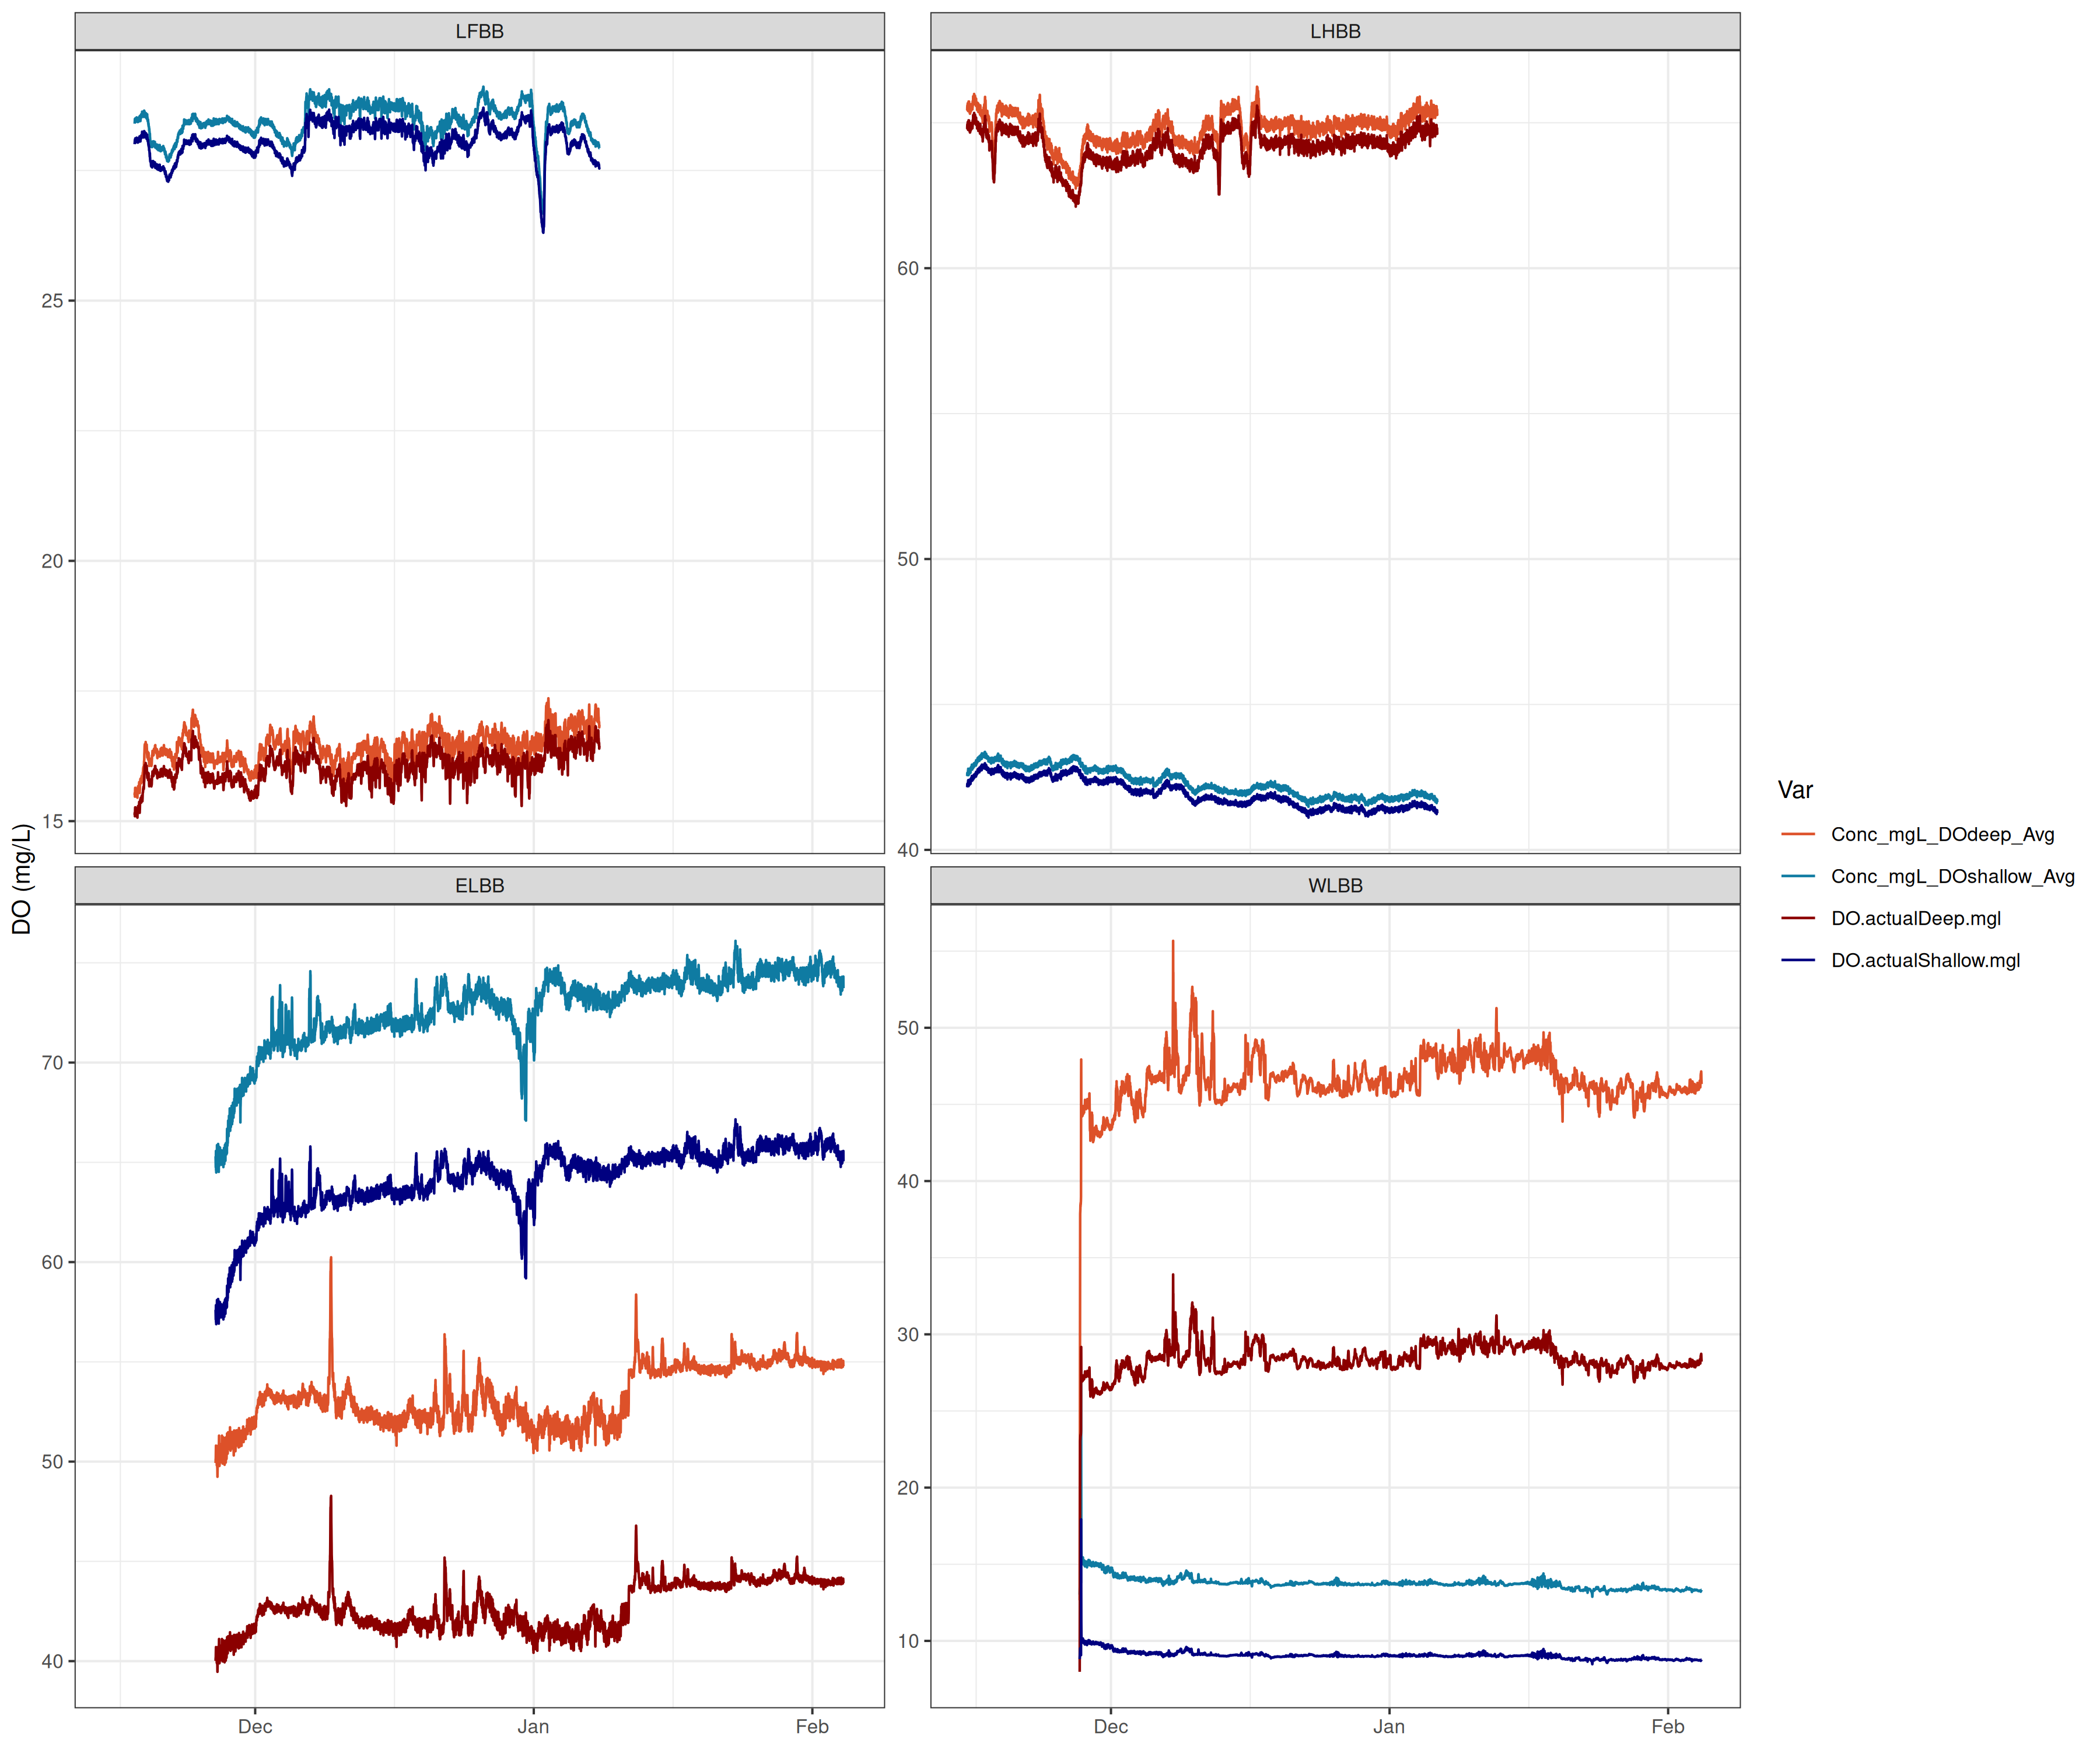 LFBB
LHBB
25
20
15
60
50
40
DO (mg/L)
ELBB
WLBB
70
60
50
40
50
40
30
20
10
Dec
Jan
Feb
Dec
Jan
Feb
Var
Conc_mgL_DOdeep_Avg
Conc_mgL_DOshallow_Avg
DO.actualDeep.mgl
DO.actualShallow.mgl